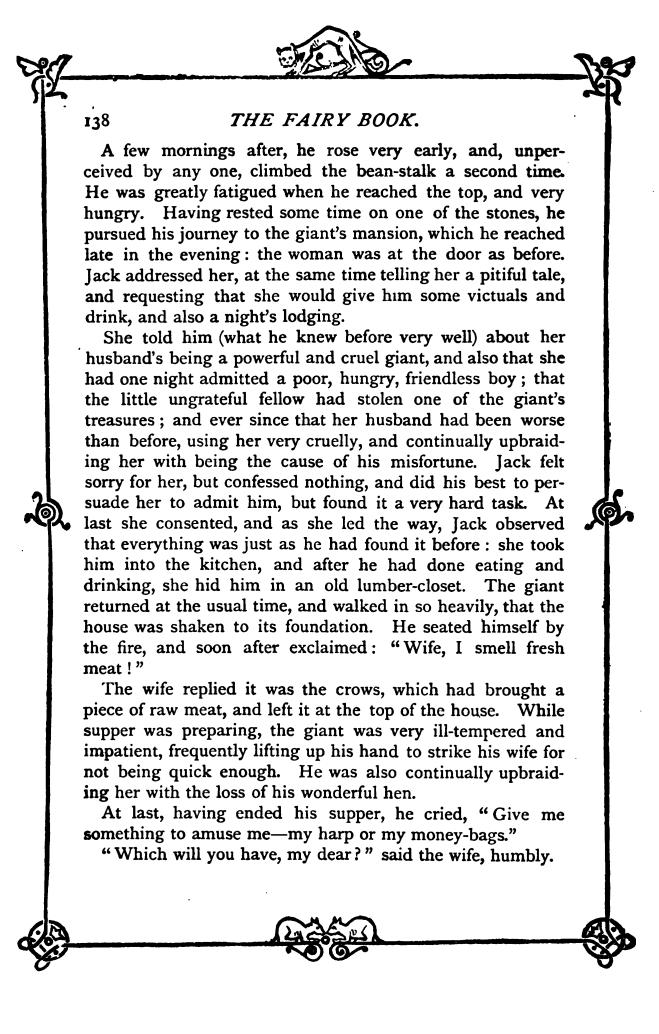 138 THE FAIRY BOOK.
A few mornings after, he rose very early, and, unper-
ceived by any one, climbed the bean-stalk a second time.
He was greatly fatigued when he reached the top, and very
hungry. Having rested some time on one of the stones, he
pursued his journey to the giant's mansion, which he reached
late in the evening : the woman was at the door as before.
Jack addressed her, at the same time telling her a pitiful tale,
and requesting that she would give him some victuals and
drink, and also a night's lodging.
She told him (what he knew before very well) about her
husband's being a powerful and cruel giant, and also that she
had one night admitted a poor, hungry, friendless boy ; that
the little ungrateful fellow had stolen one of the giant's
treasures ; and ever since that her husband had been worse
than before, using her very cruelly, and continually upbraid-
ing her with being the cause of his misfortune. Jack felt
sorry for her, but confessed nothing, and did his best to per-
suade her to admit him, but found it a very hard task. At
last she consented, and as she led the way, Jack observed
that everything was just as he had found it before : she took
him into the kitchen, and after he had done eating and
drinking, she hid him in an old lumber-closet. The giant
returned at the usual time, and walked in so heavily, that the
house was shaken to its foundation. He seated himself by
the fire, and soon after exclaimed : "Wife, I smell fresh
meat ! "
The wife replied it was the crows, which had brought a
piece of raw meat, and left it at the top of the house. While
supper was preparing, the giant was very ill-tempered and
impatient, frequently lifting up his hand to strike his wife for
not being quick enough. He was also continually upbraid-
ing her with the loss of his wonderful hen.
At last, having ended his supper, he cried, "Give me
something to amuse me—my harp or my money-bags."
"Which will you have, my dear ? " said the wife, humbly.